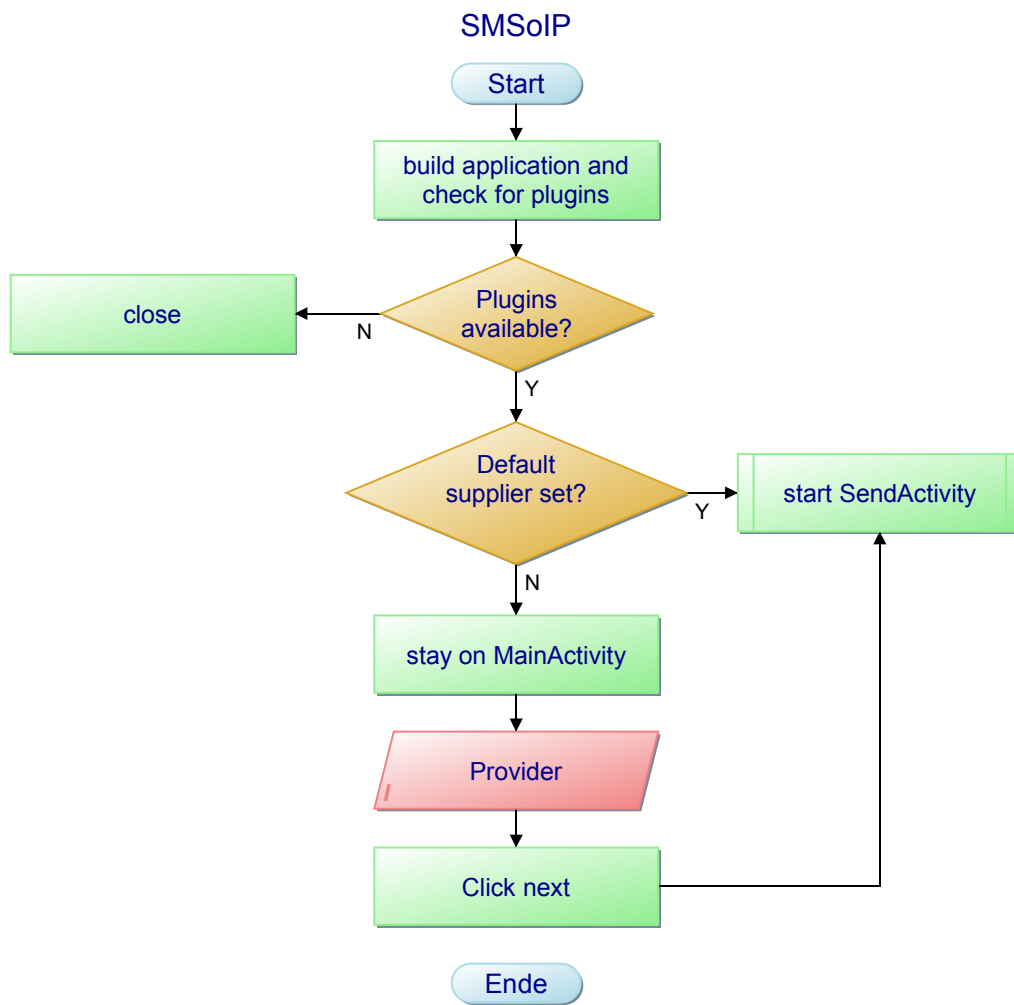 SMSoIP
Start
build application and
check for plugins
Plugins
available?
close
N
Y
Default
supplier set?
Y
start SendActivity
N
stay on MainActivity
Provider
I
Click next
Ende